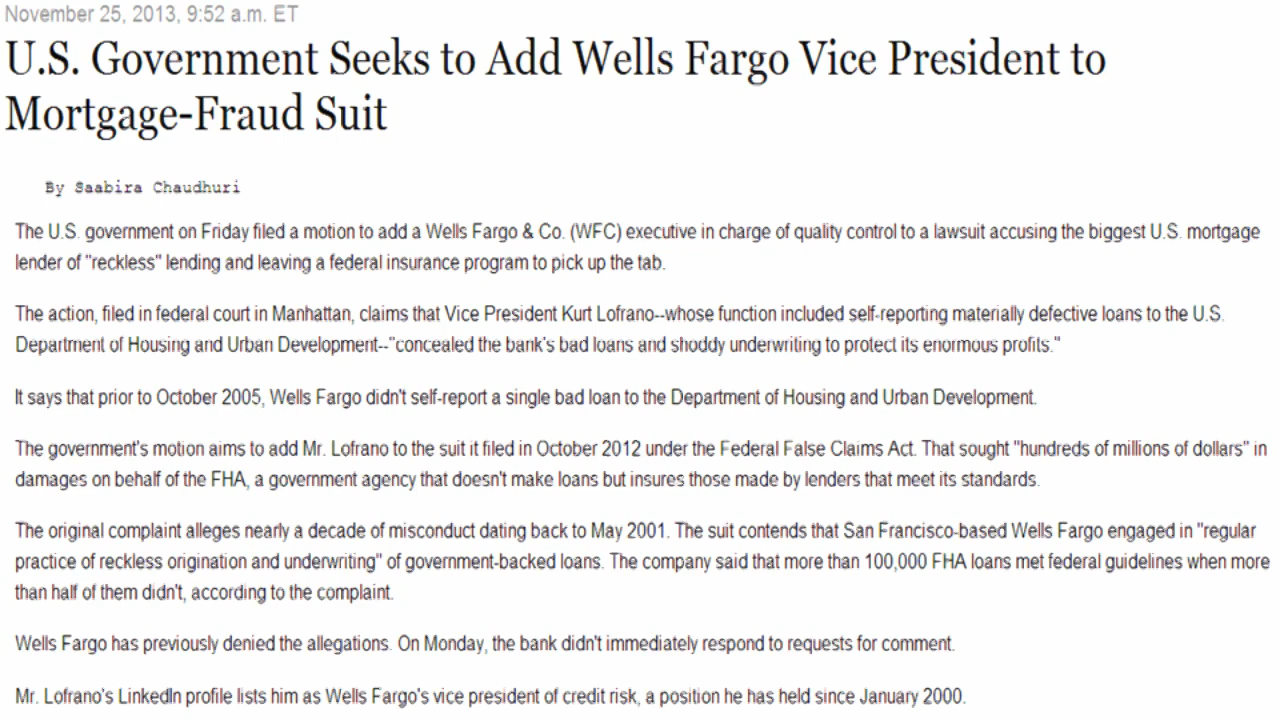 November 25, 2013, 9:52 a.m. ET
U.S. Government Seeks to Add Wells Fargo Vice President to
Mortgage-Fraud Suit
By Saabira Chaudhuri
The U.S. government on Friday filed a motion to add a Wells Fargo & Co. (WFC) executive in charge of quality control to a lawsuit accusing the biggest U.S. mortgage
lender of "reckless" lending and leaving a federal insurance program to pick up the tab.
The action, filed in federal court in Manhattan, claims that Vice President Kurt Lofrano--whose function included self-reporting materially defective loans to the U.S.
Department of Housing and Urban Development--"concealed the bank's bad loans and shoddy underwriting to protect its enormous profits."
It says that prior to October 2005, Wells Fargo didn't self-report a single bad loan to the Department of Housing and Urban Development.
The government's motion aims to add Mr. Lofrano to the suit it filed in October 2012 under the Federal False Claims Act. That sought "hundreds of millions of dollars" in
damages on behalf of the FHA, a government agency that doesn't make loans but insures those made by lenders that meet its standards.
The original complaint alleges nearly a decade of misconduct dating back to May 2001. The suit contends that San Francisco-based Wells Fargo engaged in "regular
practice of reckless origination and underwriting" of government-backed loans. The company said that more than 100,000 FHA loans met federal guidelines when more
than half of them didn't, according to the complaint.
Wells Fargo has previously denied the allegations. On Monday, the bank didn't immediately respond to requests for comment.
Mr. Lofrano's LinkedIn profile lists him as Wells Fargo's vice president of credit risk, a position he has held since January 2000.